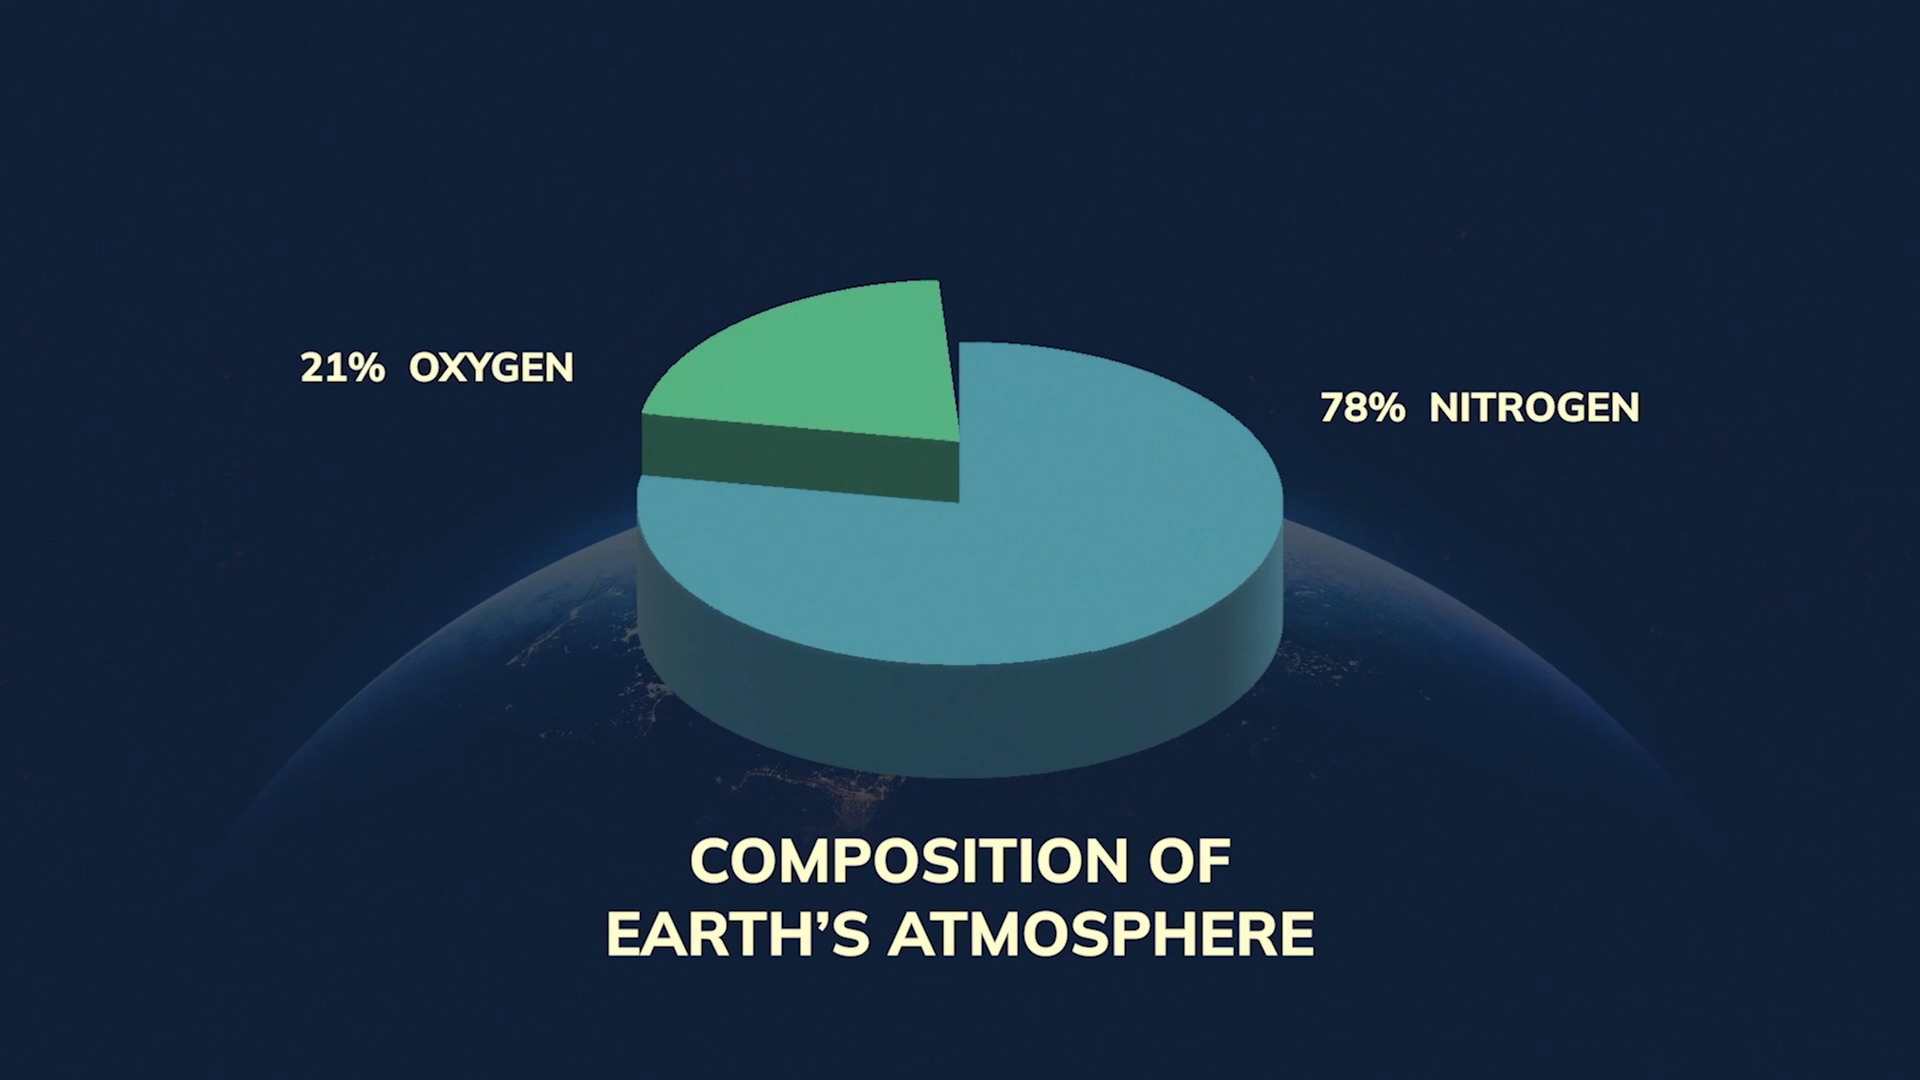 21% OXYGEN
78% NITROGEN
COMPOSITION OF
EARTH’S ATMOSPHERE